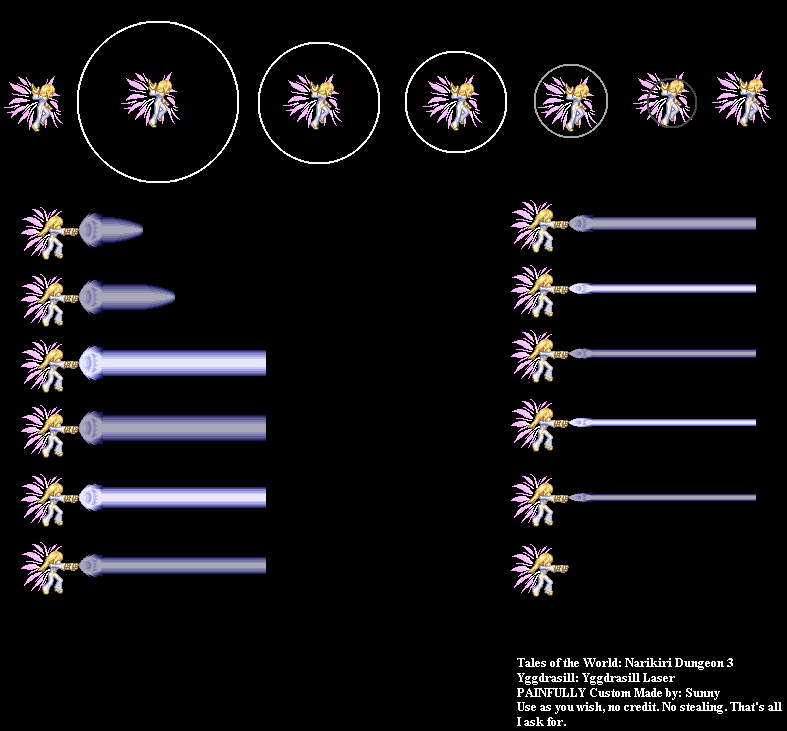 Tales of the World: Narikiri Dungeon 3
Yggdrasill: Yggdrasill Laser
PAINFULLY Custom Made by: Sunny
Use as you wish, no credit. No stealing. That's all
I ask for.